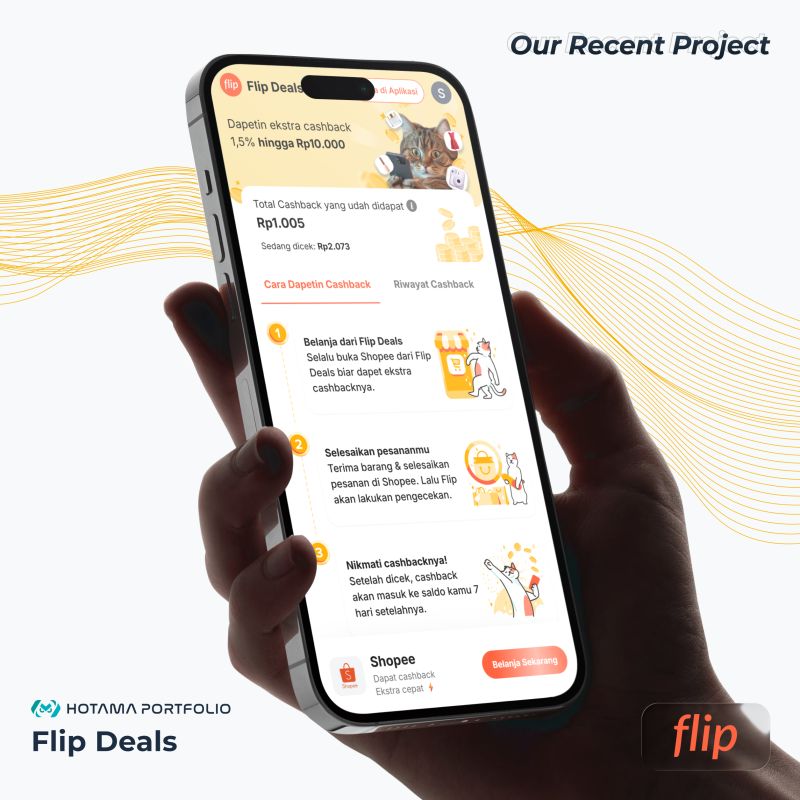 Our Recent Project
flip
Flip Deals
a di Aplikasi
S
Dapetin ekstra cashback
1,5% hingga Rp10.000
Total Cashback yang udah didapat i
Rp1.005
Sedang dicek: Rp2.073
Cara Dapetin Cashback
Riwayat Cashback
1
Belanja dari Flip Deals
Selalu buka Shopee dari Flip
Deals biar dapet ekstra
cashbacknya.
2
Selesaikan pesananmu
Terima barang & selesaikan
pesanan di Shopee. Lalu Flip
akan lakukan pengecekan.
3
Nikmati cashbacknya!
Setelah dicek, cashback
akan masuk ke saldo kamu 7
hari setelahnya.
S
Shopee
Shopee
Dapat cashback
Ekstra cepat
Belanja Sekarang
HOTAMA PORTFOLIO
Flip Deals
flip